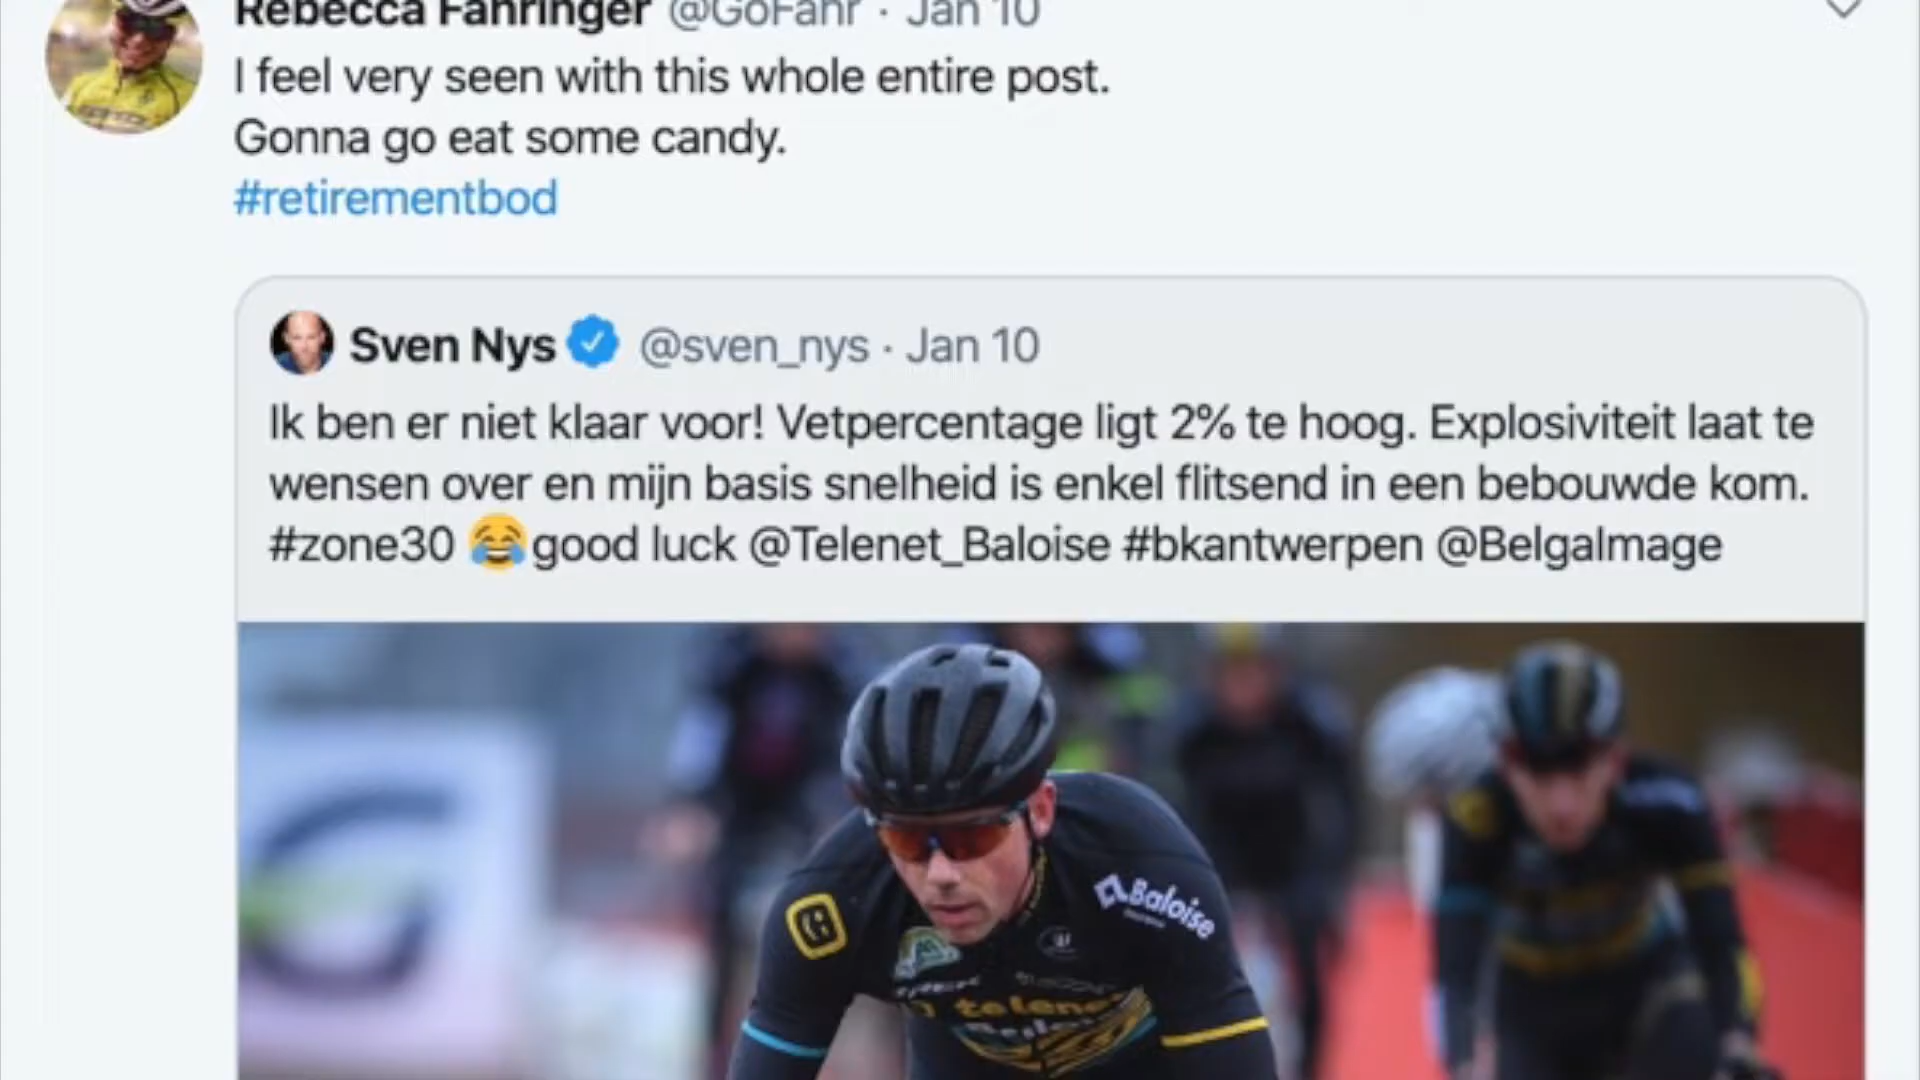 Rebecca Fahringer @GoFahr · Jan 10
I feel very seen with this whole entire post.
Gonna go eat some candy.
#retirementbod
Sven Nys @sven_nys · Jan 10
Ik ben er niet klaar voor! Vetpercentage ligt 2% te hoog. Explosiviteit laat te
wensen over en mijn basis snelheid is enkel flitsend in een bebouwde kom.
#zone30 😂good luck @Telenet_Baloise #bkantwerpen @BelgaImage
Baloise
TREK
telenet